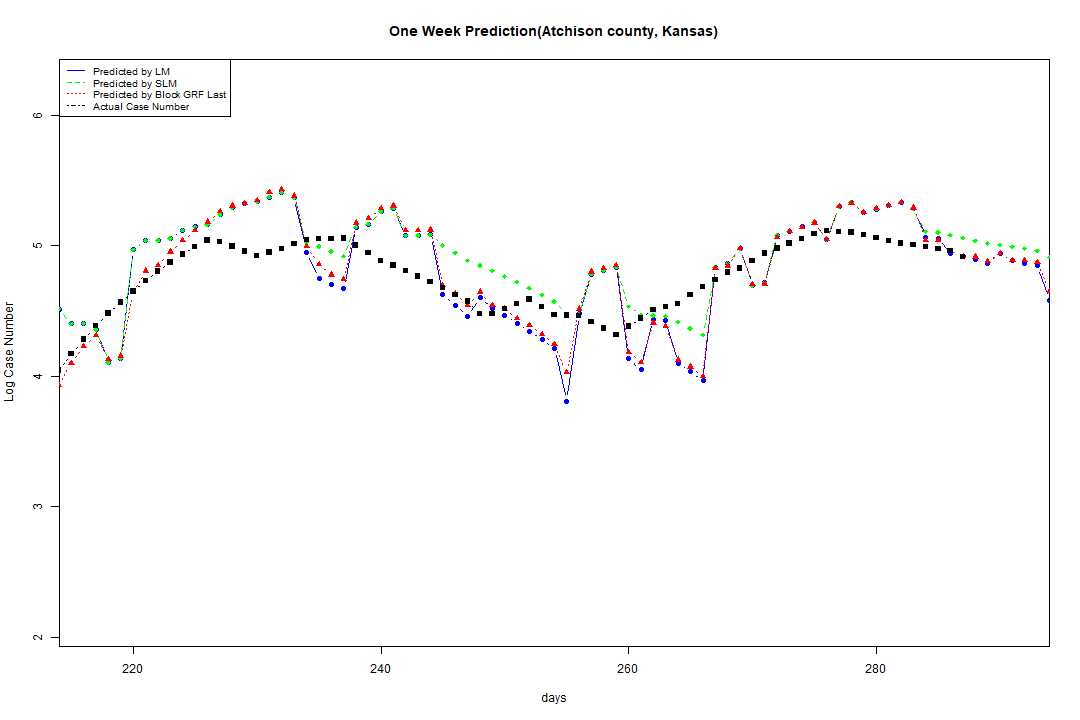 One Week Prediction(Atchison county, Kansas)
Predicted by LM
Predicted by SLM
Predicted by Block GRF Last
Actual Case Number
6
5
4
3
2
Log Case Number
220 240 260 280
days